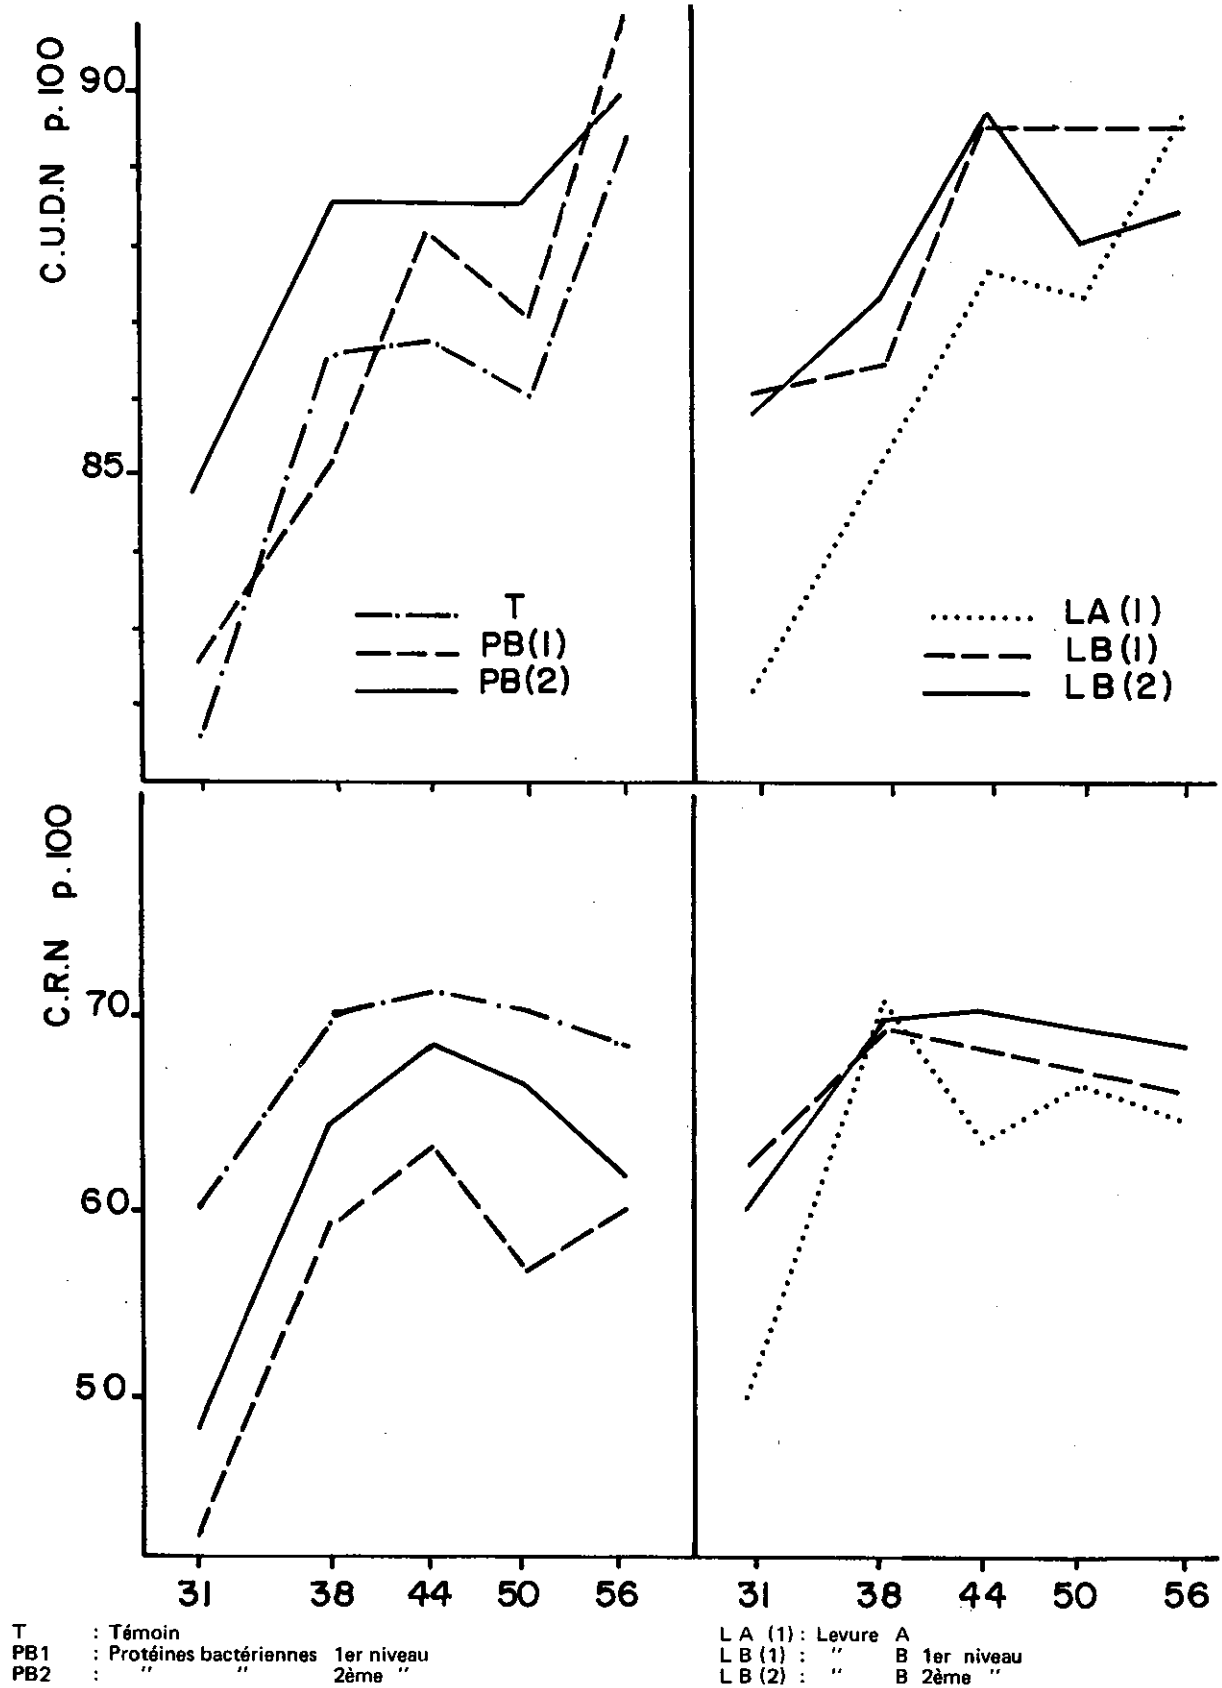 C.U.D.N p.100
90
85
T
PB(1)
PB(2)
LA(1)
LB(1)
LB(2)
C.R.N p.100
70
60
50
31 38 44 50 56
31 38 44 50 56
T : Témoin
PB1 : Protéines bactériennes 1er niveau
PB2 : " " 2ème "
L A (1) : Levure A
L B (1) : " B 1er niveau
L B (2) : " B 2ème "